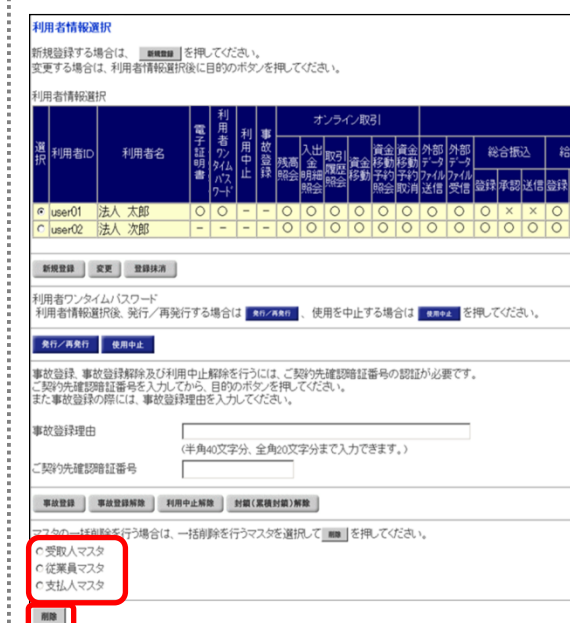 利用者情報選択
新規登録する場合は、 新規登録 を押してください。
変更する場合は、利用者情報選択後に目的のボタンを押してください。
利用者情報選択
選択 利用者ID 利用者名 電子証明書 利用者ワンタイムパスワード 利用中止 事故登録 オンライン取引
残高照会 入出金明細照会 取引履歴照会 資金移動 資金移動予約照会 資金移動予約取消 外部データファイル送信 外部データファイル受信 総合振込 給
登録 承認 送信 登録
user01 法人 太郎 ○ ○ － － ○ ○ ○ ○ ○ ○ ○ ○ ○ × × ○
user02 法人 次郎 － － － － ○ ○ ○ ○ ○ ○ ○ ○ ○ ○ ○ ○
新規登録 変更 登録抹消
利用者ワンタイムパスワード
利用者情報選択後、発行／再発行する場合は 発行／再発行 、使用を中止する場合は 使用中止 を押してください。
発行／再発行 使用中止
事故登録、事故登録解除及び利用中止解除を行うには、ご契約先確認暗証番号の認証が必要です。
ご契約先確認暗証番号を入力してから、目的のボタンを押してください。
また事故登録の際には、事故登録理由を入力してください。
事故登録理由
(半角40文字分、全角20文字分まで入力できます。)
ご契約先確認暗証番号
事故登録 事故登録解除 利用中止解除 封鎖(累積封鎖)解除
マスタの一括削除を行う場合は、一括削除を行うマスタを選択して 削除 を押してください。
受取人マスタ
従業員マスタ
支払人マスタ
削除